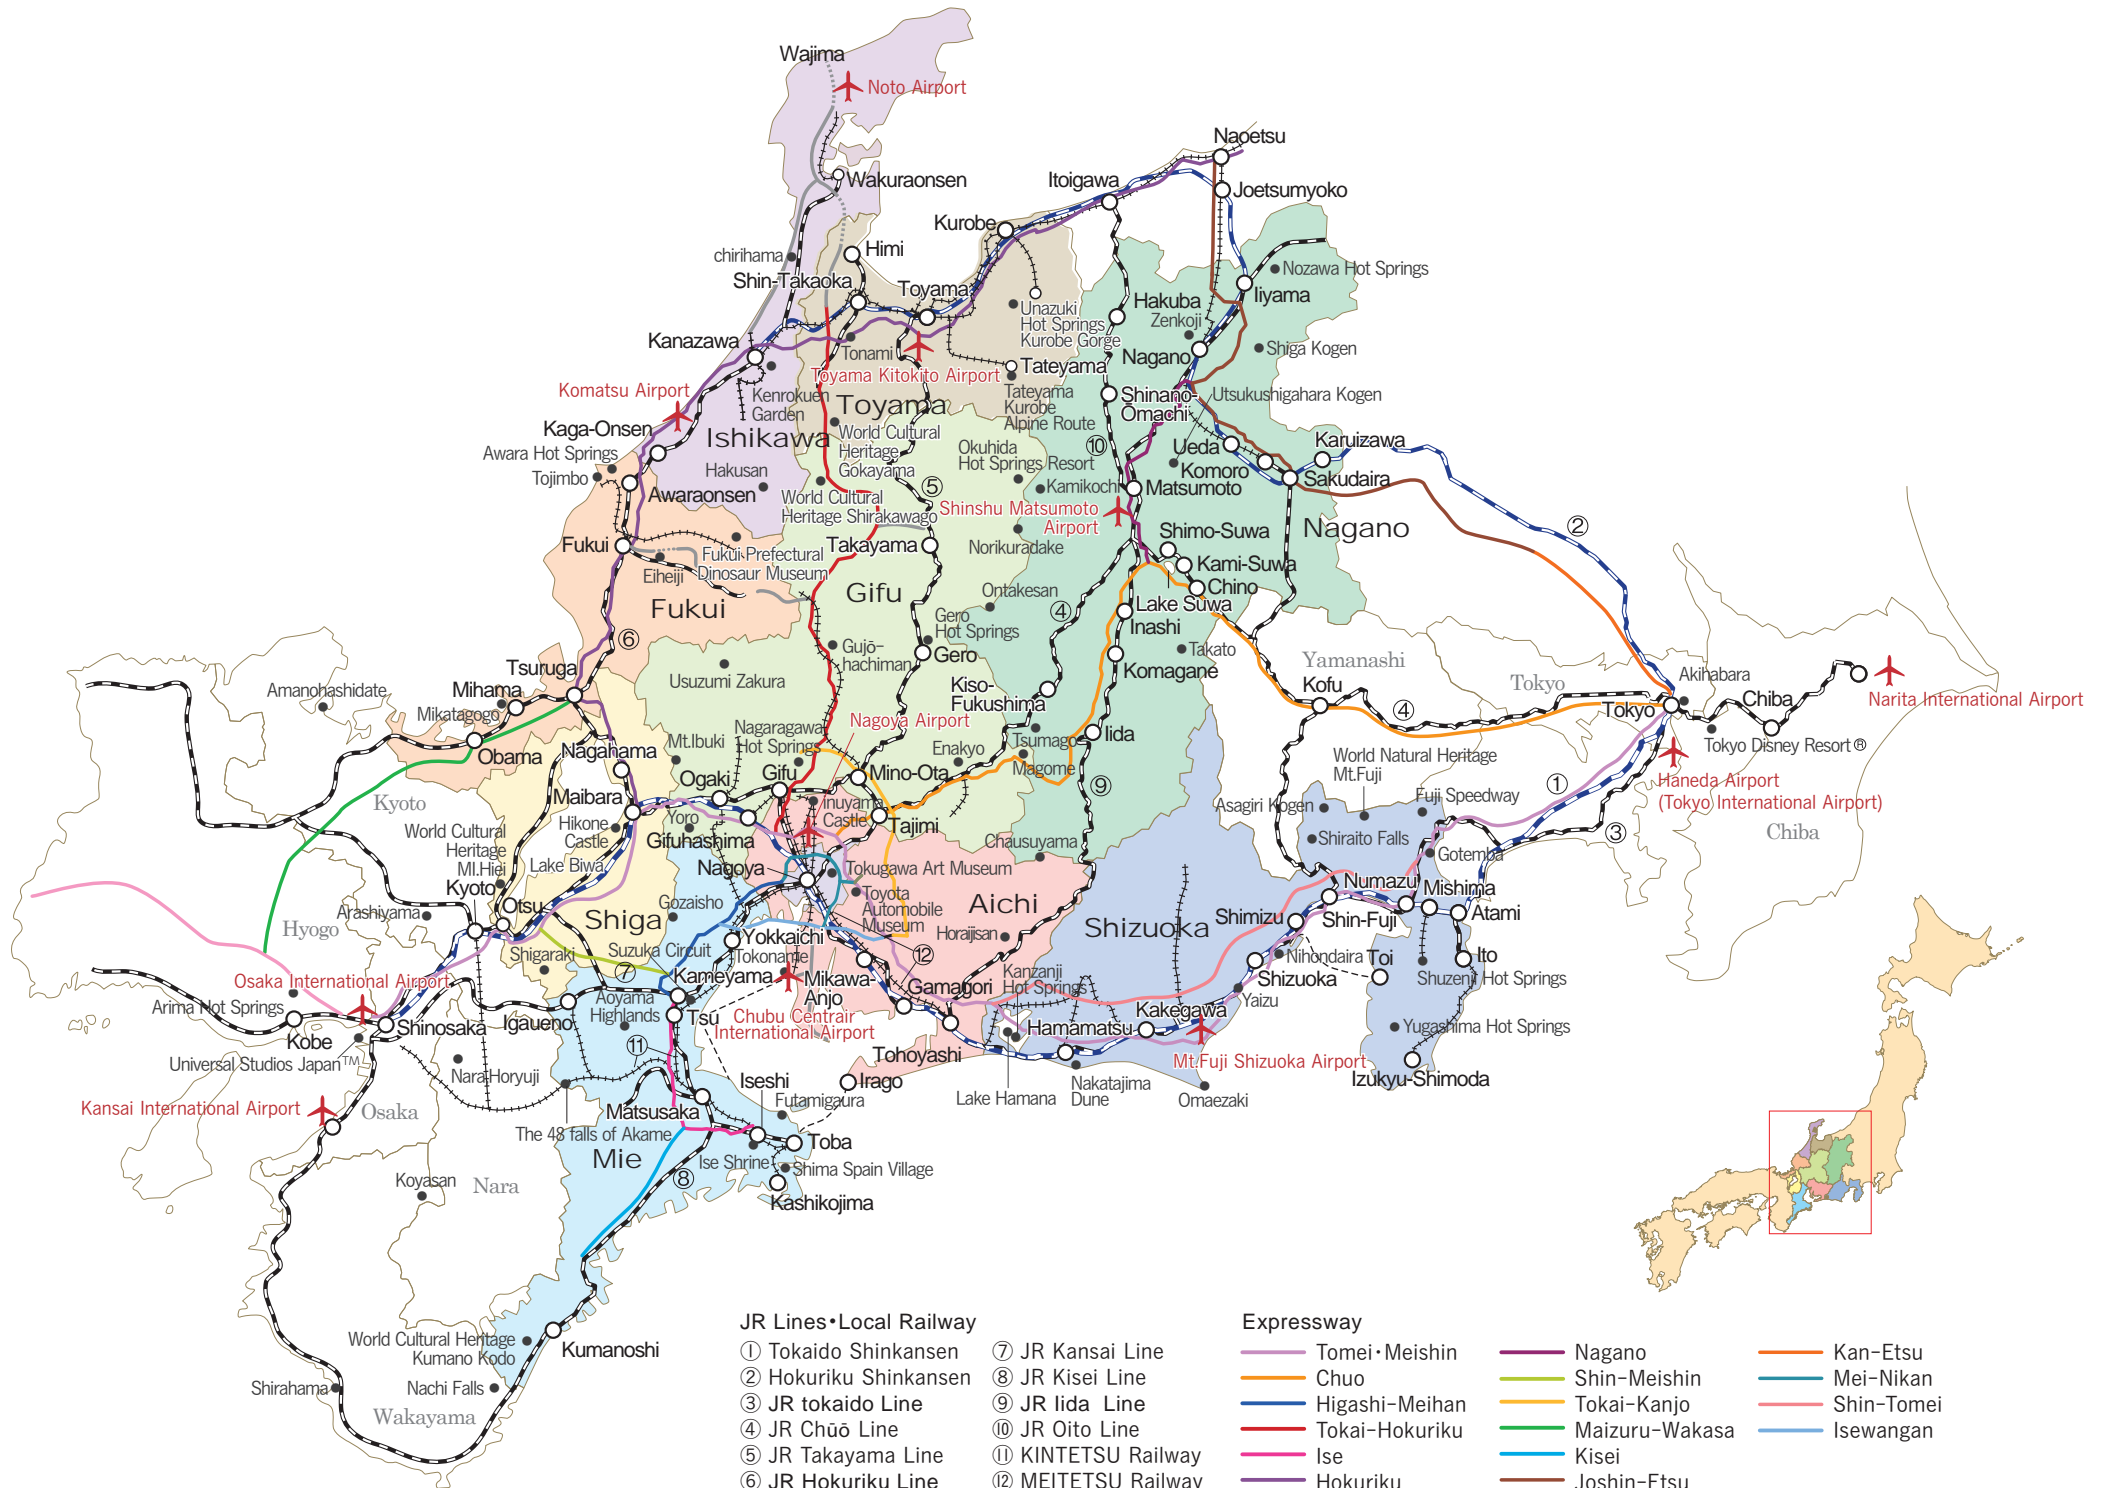 Wajima
Noto Airport
Naoetsu
Wakuraonsen
Itoigawa
Joetsumyoko
Kurobe
Himi
chirihama
Shin-Takaoka
Toyama
Nozawa Hot Springs
Iiyama
Unazuki
Hot Springs
Kurobe Gorge
Hakuba
Zenkoji
Kanazawa
Tonami
Nagano
Shiga Kogen
Toyama Kitokito Airport
Tateyama
Komatsu Airport
Kenrokuen
Garden
Toyama
Tateyama
Kurobe
Alpine Route
Shinano-
Omachi
Utsukushigahara Kogen
Kaga-Onsen
Ishikawa
World Cultural
Heritage
Gokayama
Okuhida
Hot Springs Resort
⑩
Ueda
Komoro
Karuizawa
Awara Hot Springs
Tojimbo
Hakusan
Awaraonsen
World Cultural
Heritage Shirakawago
⑤
Kamikochi
Matsumoto
Sakudaira
Shinshu Matsumoto
Airport
Nagano
②
Fukui
Fukui Prefectural
Dinosaur Museum
Eiheiji
Takayama
Norikuradake
Shimo-Suwa
Kami-Suwa
Chino
Fukui
Gifu
Ontakesan
④
Lake Suwa
Inashi
⑥
Gero
Hot Springs
Gujō-
hachiman
Gero
Takato
Komagane
Yamanashi
Tokyo
Akihabara
Tsuruga
Mihama
Mikatagogo
Amanohashidate
Usuzumi Zakura
Kiso-
Fukushima
Kofu
④
Tokyo
Chiba
Narita International Airport
Nagaragawa
Hot Springs
Nagoya Airport
Tsumago
Magome
Iida
Tokyo Disney Resort®
Obama
Nagahama
Mt.Ibuki
Ogaki
Gifu
Mino-Ota
Enakyo
⑨
World Natural Heritage
Mt.Fuji
①
Haneda Airport
(Tokyo International Airport)
Kyoto
Maibara
Inuyama
Castle
Asagiri Kogen
Fuji Speedway
③
Chiba
World Cultural
Heritage
Ml.Hiei
Hikone
Castle
Yoro
Gifuhashima
Tajimi
Chausuyama
Shiraito Falls
Gotemba
Lake Biwa
Nagoya
Tokugawa Art Museum
Kyoto
Otsu
Toyota
Automobile
Museum
Aichi
Numazu
Mishima
Arashiyama
Hyogo
Shiga
Gozaisho
Horaijisan
Shizuoka
Shimizu
Shin-Fuji
Atami
Suzuka Circuit
Yokkaichi
Tokoname
⑫
Shigaraki
⑦
Kameyama
Mikawa-
Anjo
Kanzanji
Hot Springs
Nihondaira
Toi
Ito
Shizuoka
Shuzenji Hot Springs
Osaka International Airport
Arima Hot Springs
Aoyama
Highlands
Gamagori
Yaizu
Kobe
Shinosaka
Igaueno
Tsu
Chubu Centrair
International Airport
Kakegawa
Hamamatsu
Yugashima Hot Springs
Universal Studios Japan™
⑪
Tohoyashi
Mt.Fuji Shizuoka Airport
Nara-Horyuji
Iseshi
Irago
Izukyu-Shimoda
Kansai International Airport
Osaka
Matsusaka
Futamigaura
Lake Hamana
Nakatajima
Dune
Omaezaki
The 48 falls of Akame
Toba
Mie
Ise Shrine
Shima Spain Village
Koyasan
Nara
⑧
Kashikojima
World Cultural Heritage
Kumano Kodo
Kumanoshi
Shirahama
Nachi Falls
Wakayama
JR Lines•Local Railway
① Tokaido Shinkansen
② Hokuriku Shinkansen
③ JR tokaido Line
④ JR Chūō Line
⑤ JR Takayama Line
⑥ JR Hokuriku Line
⑦ JR Kansai Line
⑧ JR Kisei Line
⑨ JR Iida Line
⑩ JR Oito Line
⑪ KINTETSU Railway
⑫ MEITETSU Railway
Expressway
Tomei•Meishin
Chuo
Higashi-Meihan
Tokai-Hokuriku
Ise
Hokuriku
Nagano
Shin-Meishin
Tokai-Kanjo
Maizuru-Wakasa
Kisei
Joshin-Etsu
Kan-Etsu
Mei-Nikan
Shin-Tomei
Isewangan